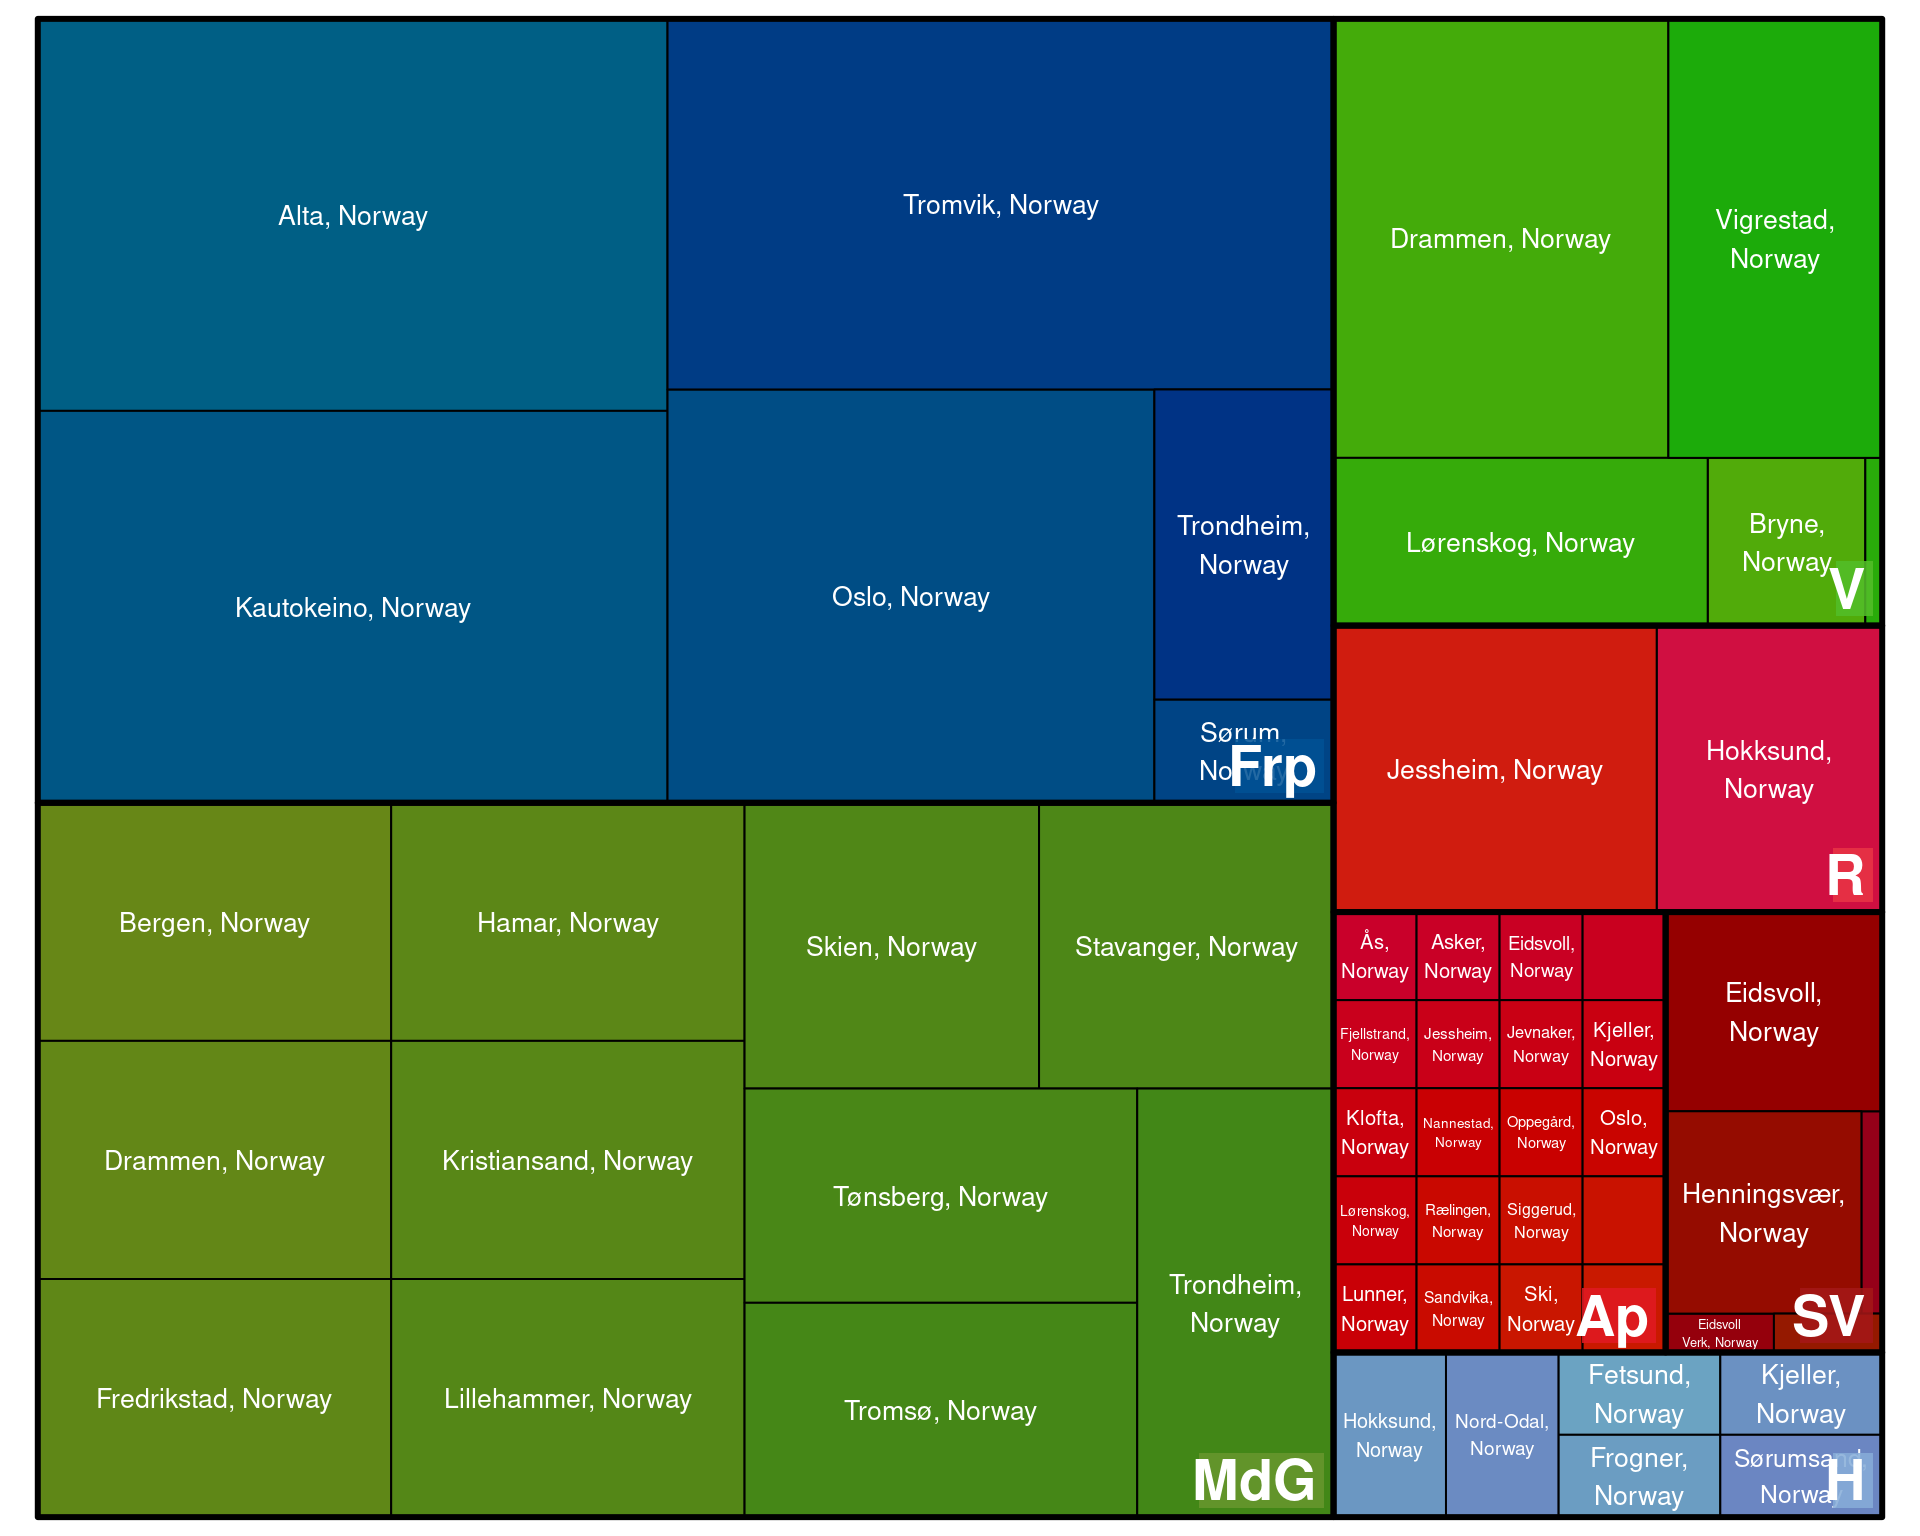 Alta, Norway
Tromvik, Norway
Kautokeino, Norway
Oslo, Norway
Trondheim,
Norway
Sørum,
Norway
Frp
Drammen, Norway
Vigrestad,
Norway
Lørenskog, Norway
Bryne,
Norway
V
Jessheim, Norway
Hokksund,
Norway
R
Bergen, Norway
Hamar, Norway
Skien, Norway
Stavanger, Norway
Drammen, Norway
Kristiansand, Norway
Tønsberg, Norway
Trondheim,
Norway
Fredrikstad, Norway
Lillehammer, Norway
Tromsø, Norway
MdG
Ås,
Norway
Asker,
Norway
Eidsvoll,
Norway
Fjellstrand,
Norway
Jessheim,
Norway
Jevnaker,
Norway
Kjeller,
Norway
Klofta,
Norway
Nannestad,
Norway
Oppegård,
Norway
Oslo,
Norway
Lørenskog,
Norway
Rælingen,
Norway
Siggerud,
Norway
Lunner,
Norway
Sandvika,
Norway
Ski,
Norway
Ap
Eidsvoll,
Norway
Henningsvær,
Norway
Eidsvoll
Verk, Norway
SV
Hokksund,
Norway
Nord-Odal,
Norway
Fetsund,
Norway
Kjeller,
Norway
Frogner,
Norway
Sørumsand,
Norway
H